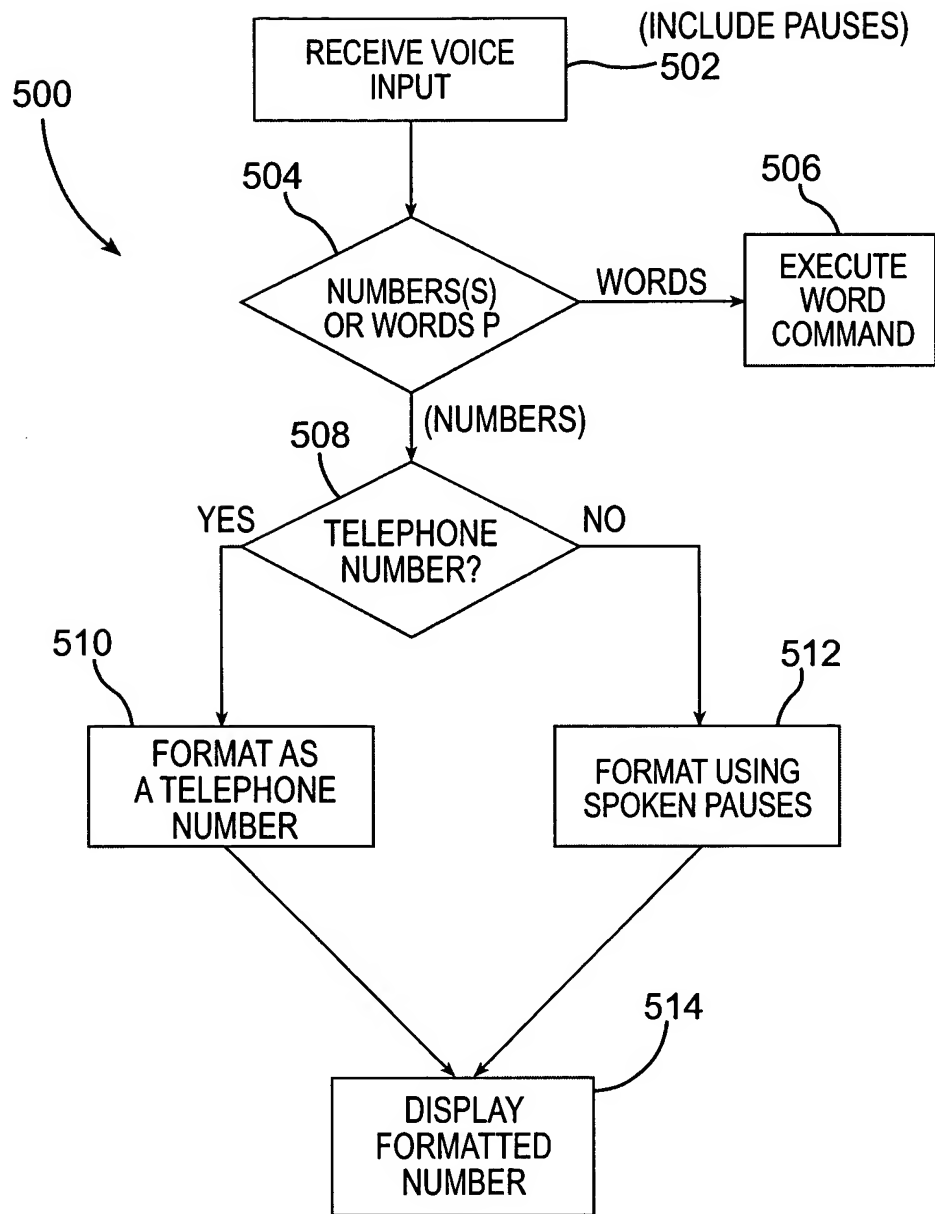 (INCLUDE PAUSES)
RECEIVE VOICE
INPUT
502
500
504
506
NUMBERS(S)
OR WORDS P
WORDS
EXECUTE
WORD
COMMAND
(NUMBERS)
508
YES
TELEPHONE
NUMBER?
NO
510
512
FORMAT AS
A TELEPHONE
NUMBER
FORMAT USING
SPOKEN PAUSES
514
DISPLAY
FORMATTED
NUMBER